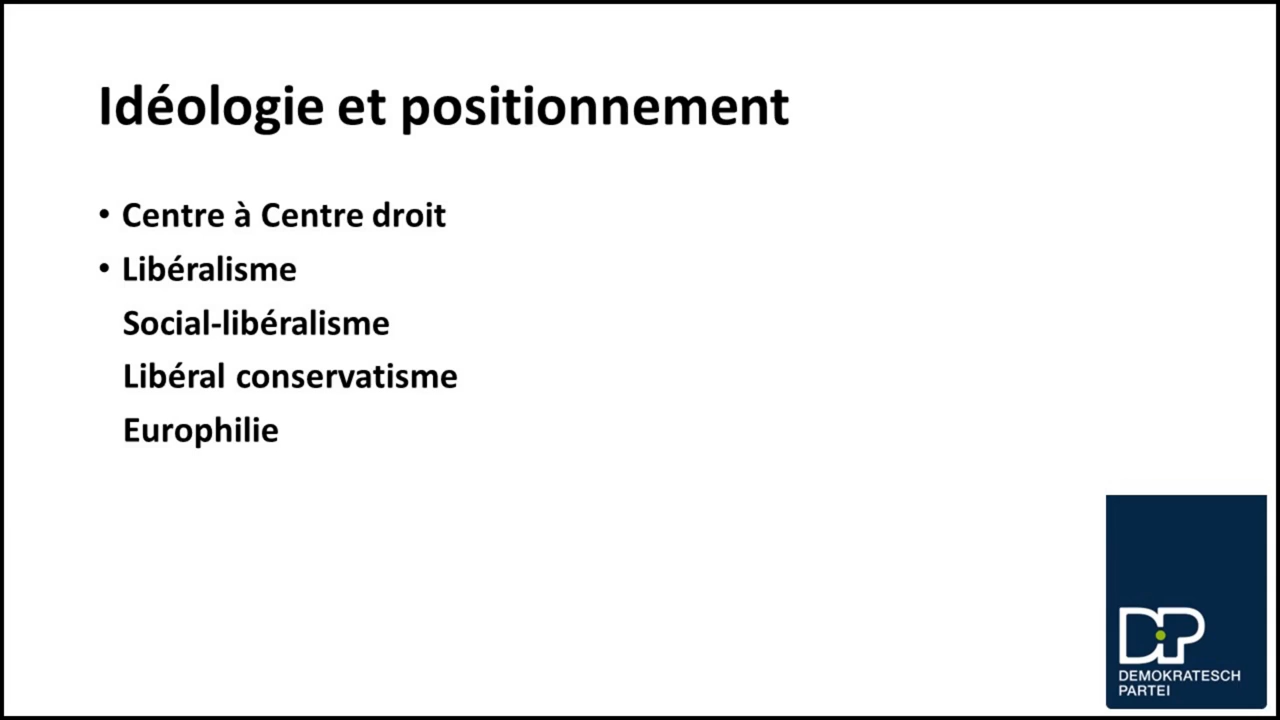 Idéologie et positionnement
• Centre à Centre droit
• Libéralisme
Social-libéralisme
Libéral conservatisme
Europhilie
DP
DEMOKRATESCH
PARTEI